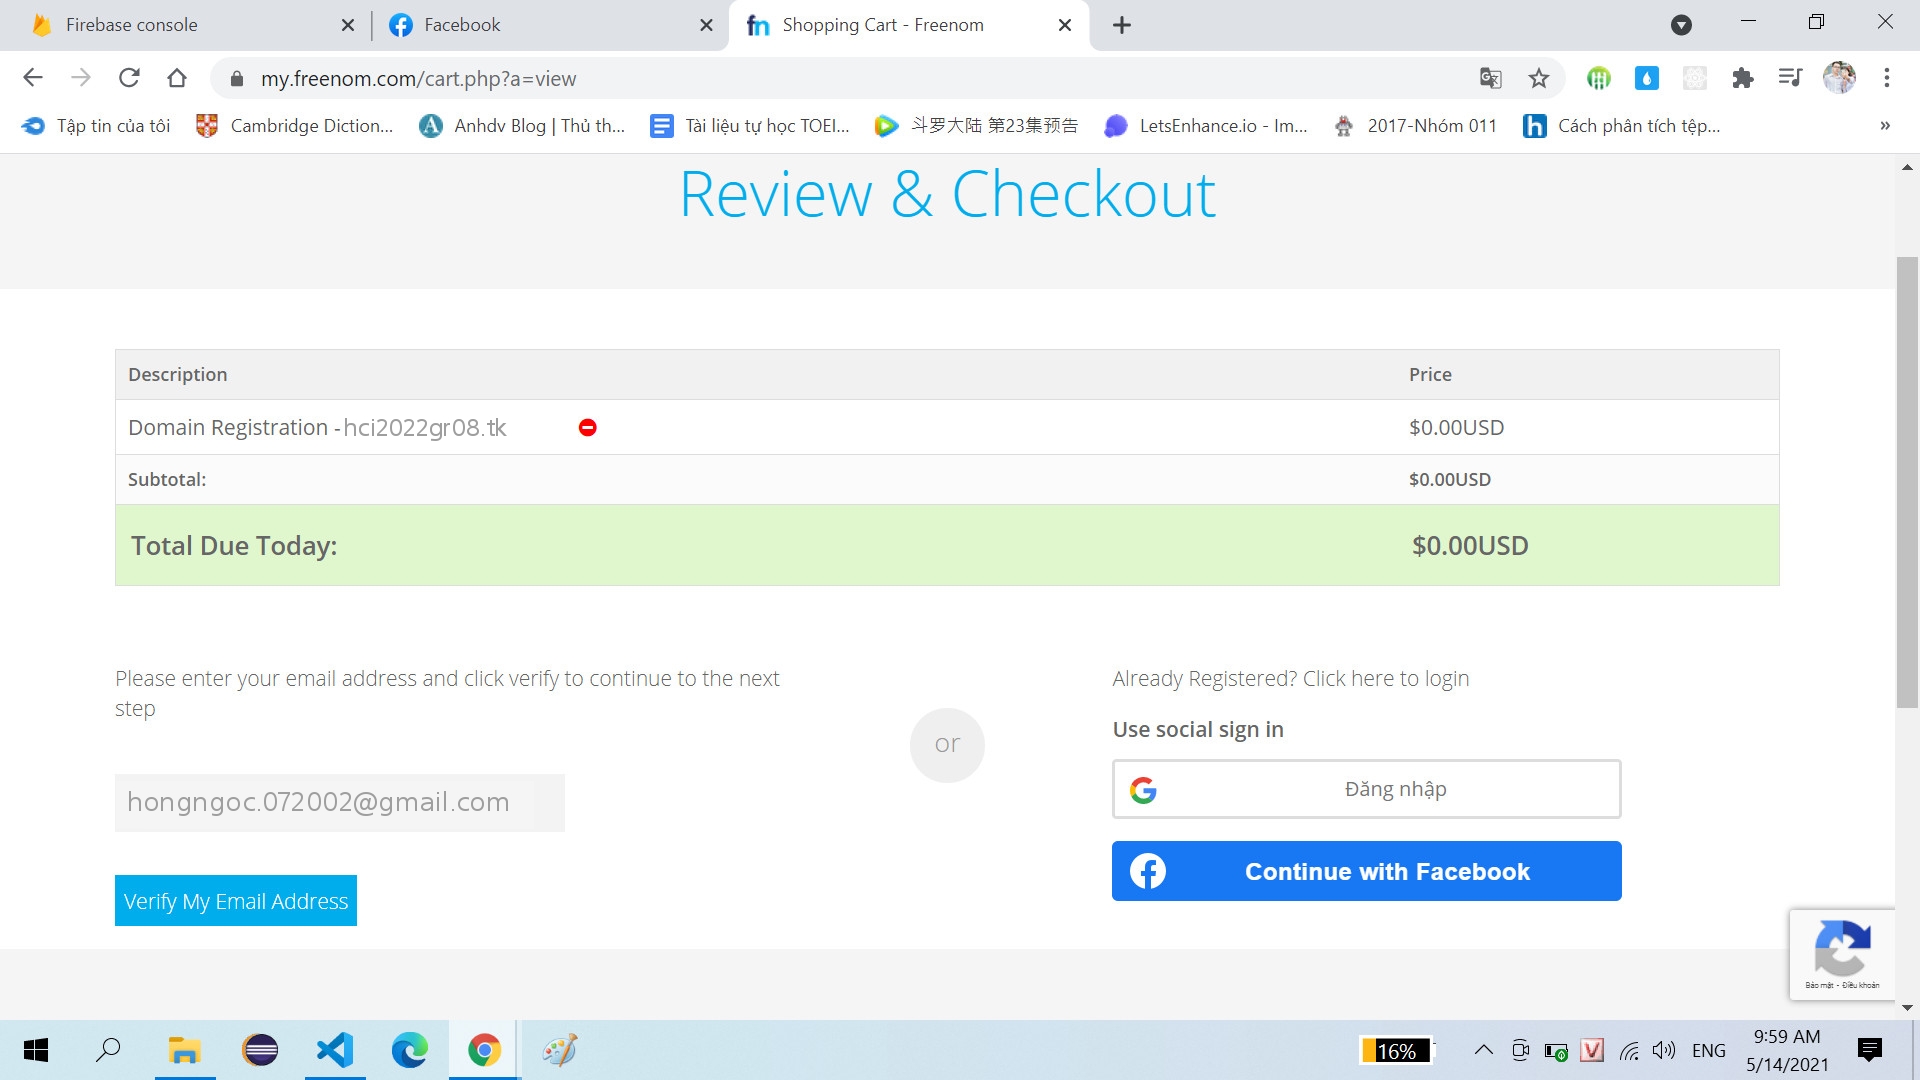 Firebase console
Facebook
Shopping Cart - Freenom
my.freenom.com/cart.php?a=view
Tập tin của tôi
Cambridge Diction...
Anhdv Blog | Thủ th...
Tài liệu tự học TOEI...
斗罗大陆 第23集预告
LetsEnhance.io - Im...
2017-Nhóm 011
Cách phân tích tệp...
»
Review & Checkout
Description Price
Domain Registration - hci2022gr08.tk $0.00USD
Subtotal: $0.00USD
Total Due Today: $0.00USD
Please enter your email address and click verify to continue to the next
step
hongngoc.072002@gmail.com
Verify My Email Address
or
Already Registered? Click here to login
Use social sign in
Đăng nhập
Continue with Facebook
Bảo mật - Điều khoản
16%
ENG
9:59 AM
5/14/2021